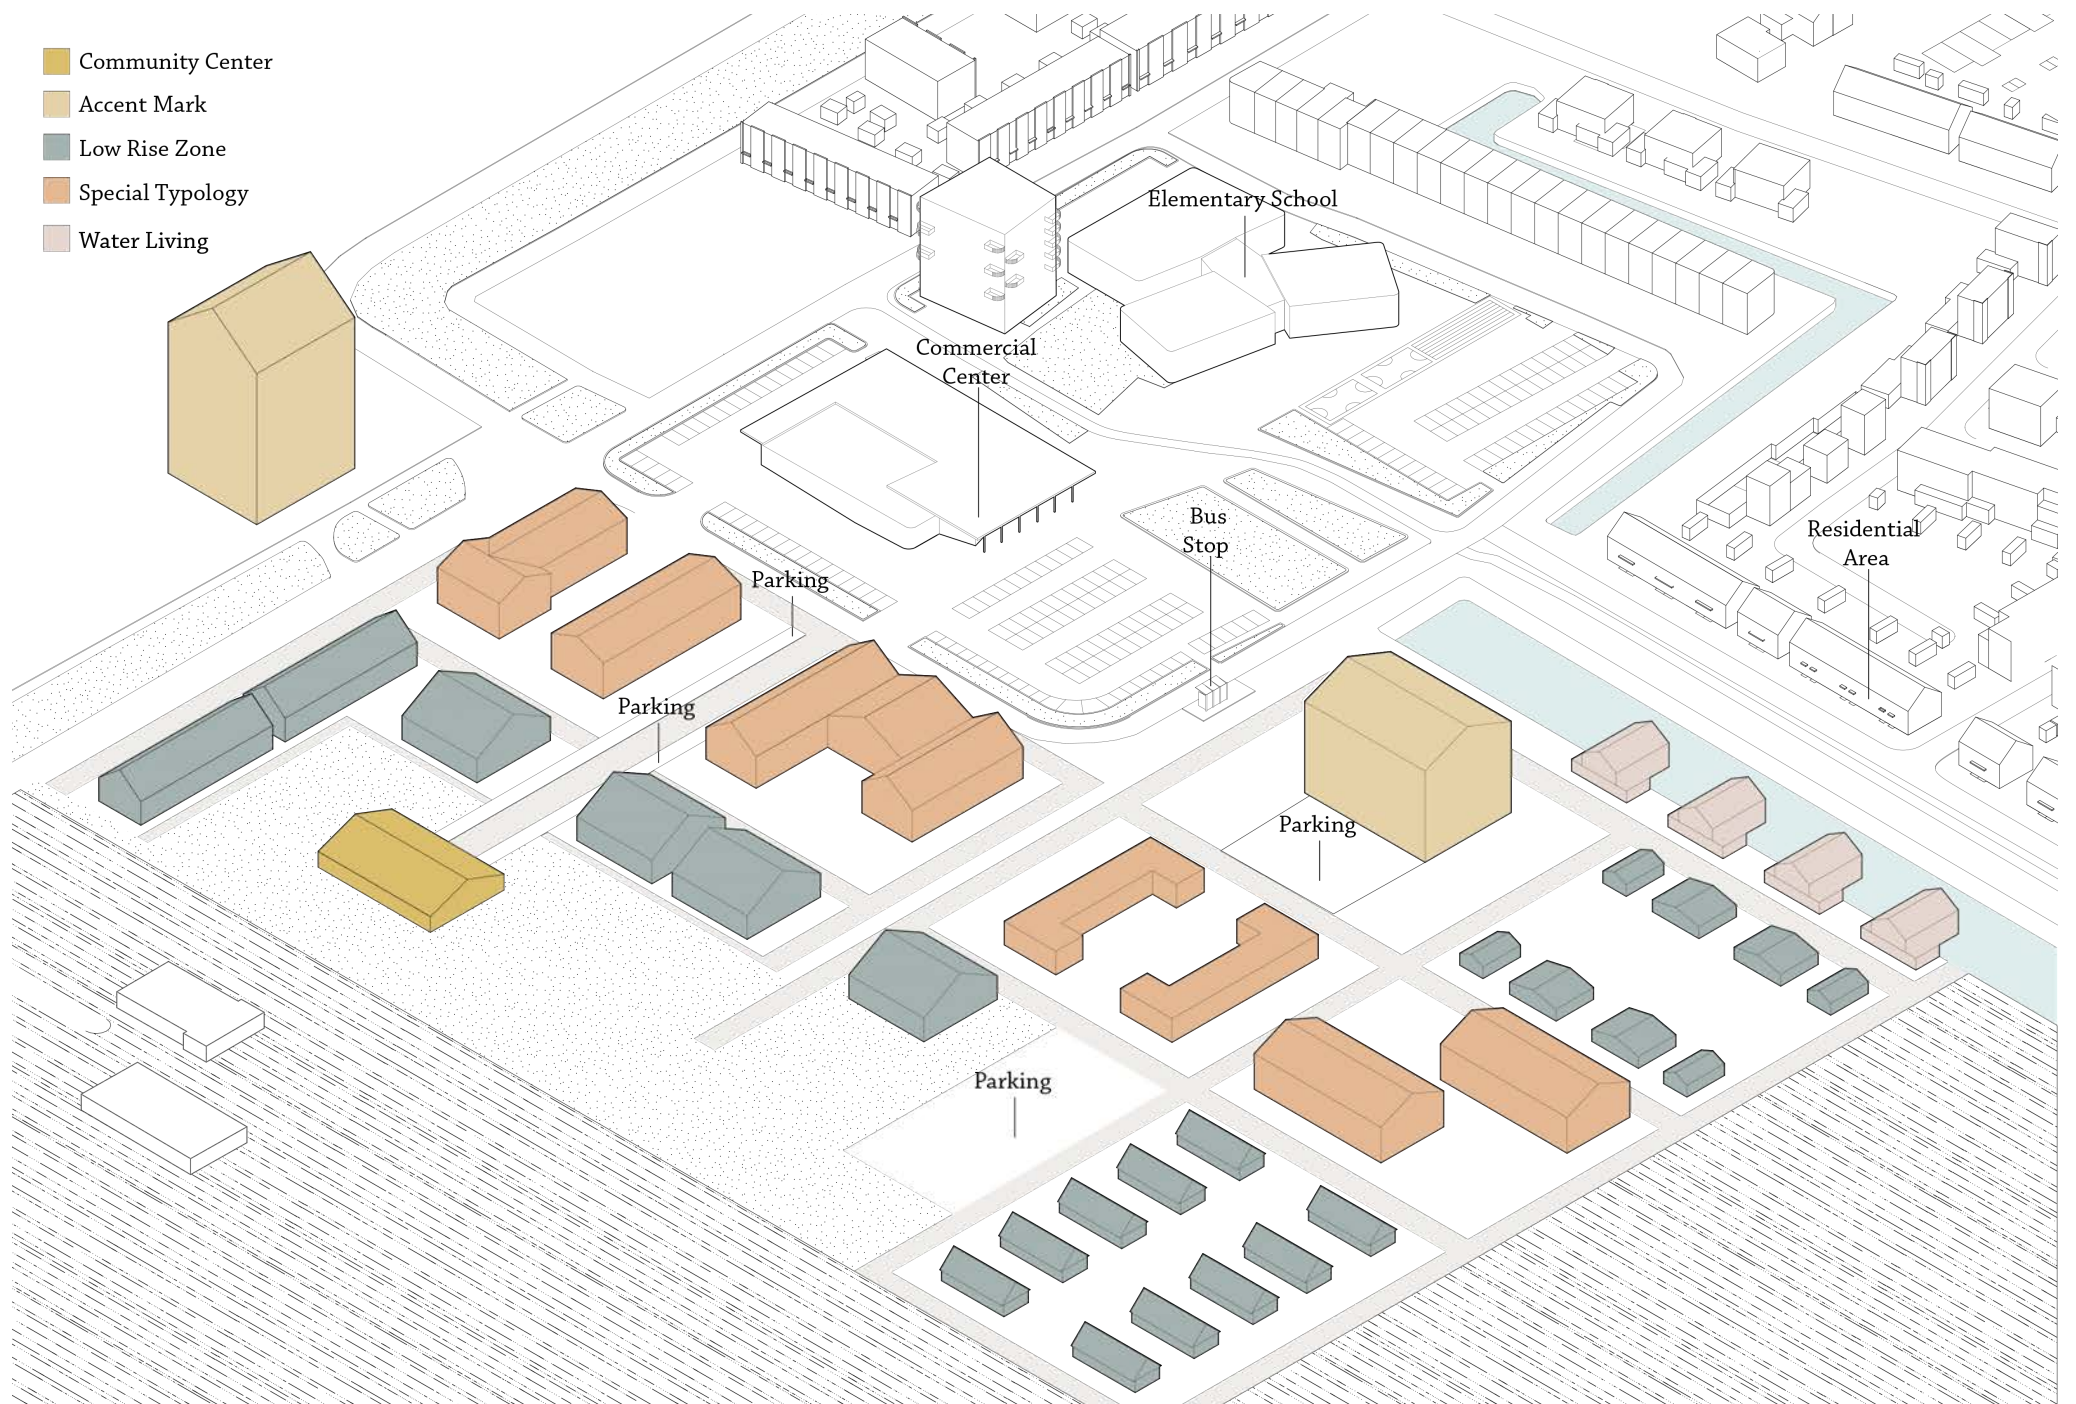 Community Center
Accent Mark
Low Rise Zone
Special Typology
Water Living
Elementary School
Commercial
Center
Bus
Stop
Residential
Area
Parking
Parking
Parking
Parking